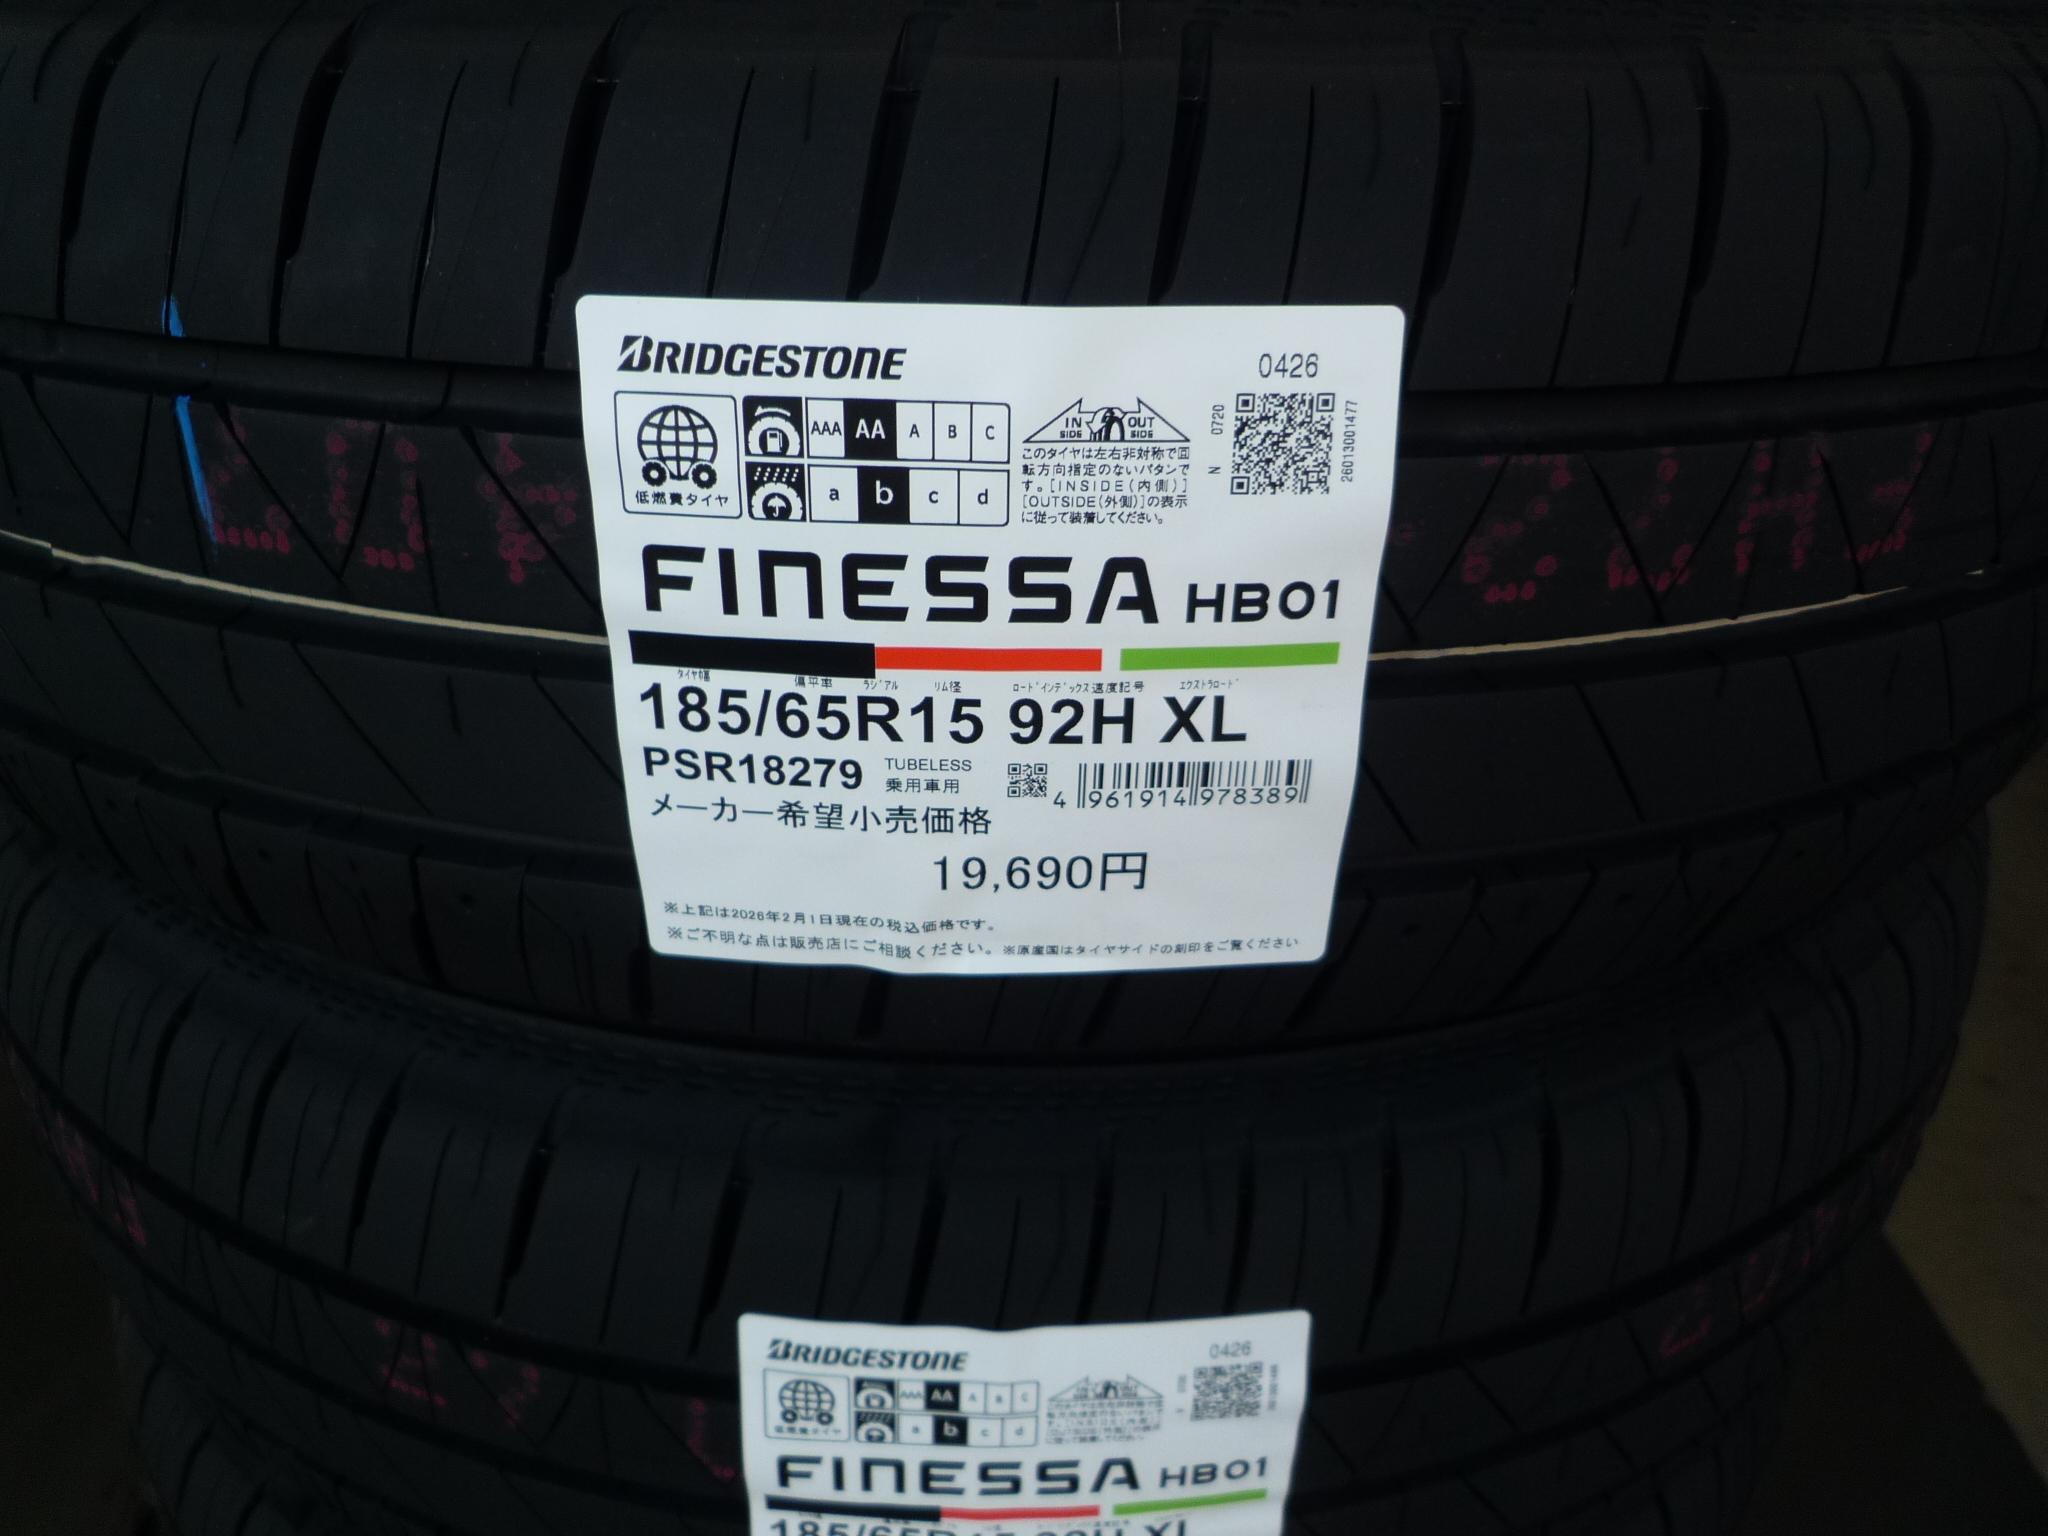 BRIDGESTONE
0426
低燃費タイヤ
AAA AA A B C
a b c d
IN SIDE OUT SIDE
このタイヤは左右非対称で回
転方向指定のないパタンで
す。[INSIDE(内側)]
[OUTSIDE(外側)]の表示
に従って装着してください。
N 0720
26013001477
FINESSA HB01
タイヤ幅 偏平率 ラジアル リム径 ロードインデックス 速度記号 エクストラロード
185/65R15 92H XL
PSR18279 TUBELESS
乗用車用
4 961914 978389
メーカー希望小売価格
19,690円
※上記は2026年2月1日現在の税込価格です。
※ご不明な点は販売店にご相談ください。※原産国はタイヤサイドの刻印をご覧ください
BRIDGESTONE
0426
低燃費タイヤ
AAA AA A B C
a b c d
FINESSA HB01
185/65R15 92H XL